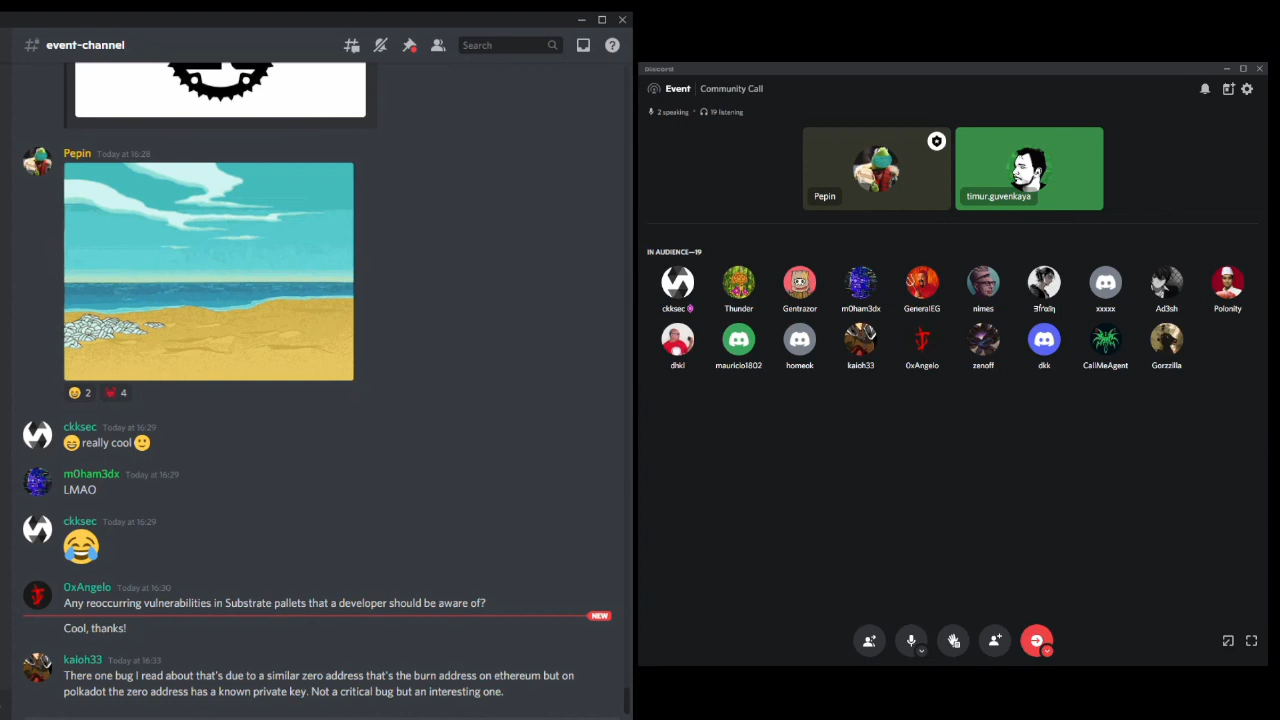 event-channel
Search
Pepin Today at 16:28
2 4
ckksec Today at 16:29
really cool
m0ham3dx Today at 16:29
LMAO
ckksec Today at 16:29
0xAngelo Today at 16:30
Any reoccurring vulnerabilities in Substrate pallets that a developer should be aware of?
NEW
Cool, thanks!
kaioh33 Today at 16:33
There one bug I read about that's due to a similar zero address that's the burn address on ethereum but on
polkadot the zero address has a known private key. Not a critical bug but an interesting one.
Discord
Event Community Call
2 speaking • 19 listening
Pepin timur.guvenkaya
IN AUDIENCE—19
ckksec Thunder Gentrazor m0ham3dx GeneralEG nimes xxxxx Ad3sh Polonity
dhkl mauricio1802 homeok kaioh33 0xAngelo zenoff dkk CallMeAgent Gorzzilla